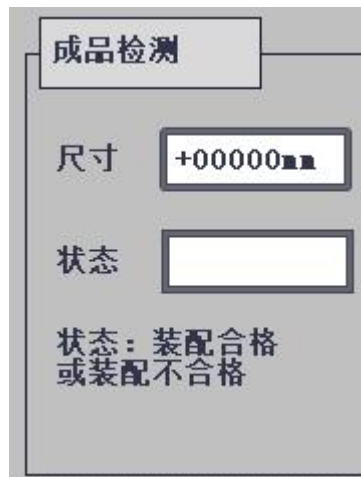 成品检测
尺寸 +00000mm
状态
状态：装配合格
或装配不合格